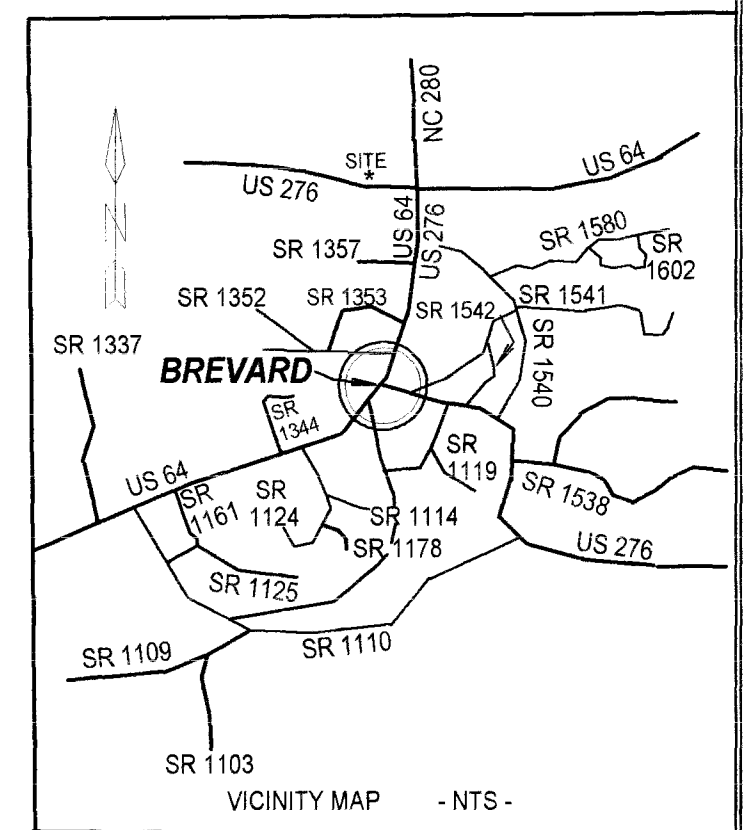 NC 280
SITE
*
US 64
US 276
US 64
US 276
SR 1580
SR
1602
SR 1357
SR 1352
SR 1353
SR 1542
SR 1541
SR 1337
SR 1540
BREVARD
SR
1344
SR
1119
US 64
SR
1161
SR
1124
SR 1114
SR 1538
SR 1178
US 276
SR 1125
SR 1110
SR 1109
SR 1103
VICINITY MAP - NTS -
N